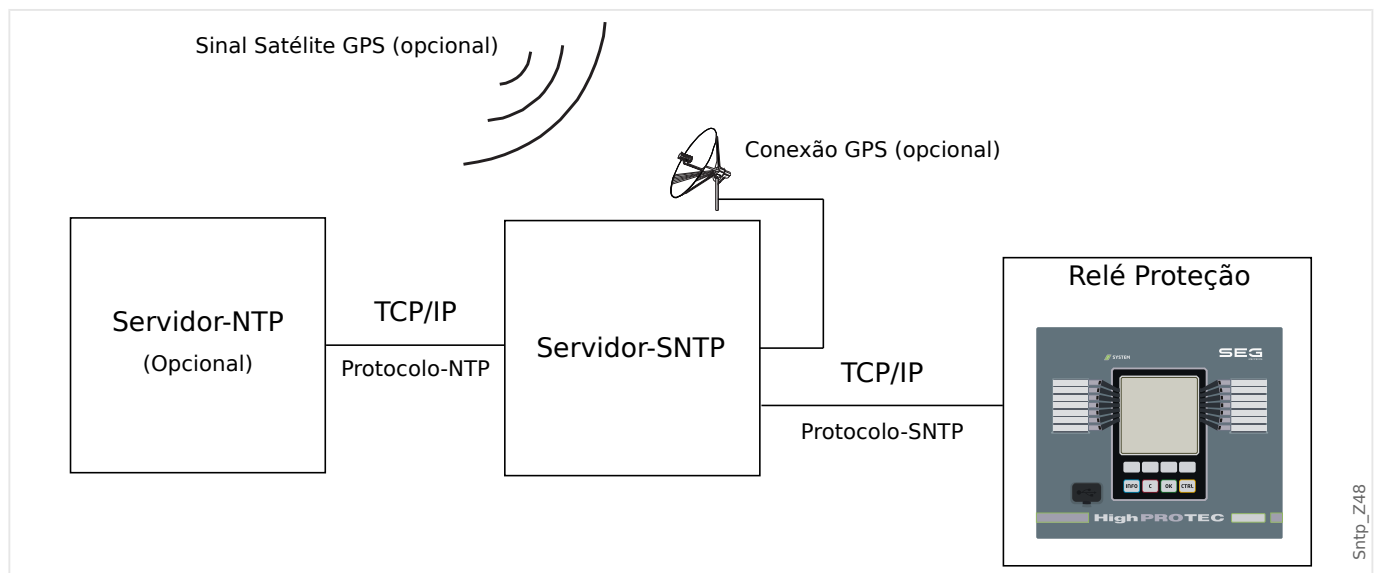 Sinal Satélite GPS (opcional)
Conexão GPS (opcional)
Servidor-NTP
(Opcional)
TCP/IP
Protocolo-NTP
Servidor-SNTP
TCP/IP
Protocolo-SNTP
Relé Proteção
SYSTEM
SEG
INFO
C
OK
CTRL
HighPROTEC
Sntp_Z48